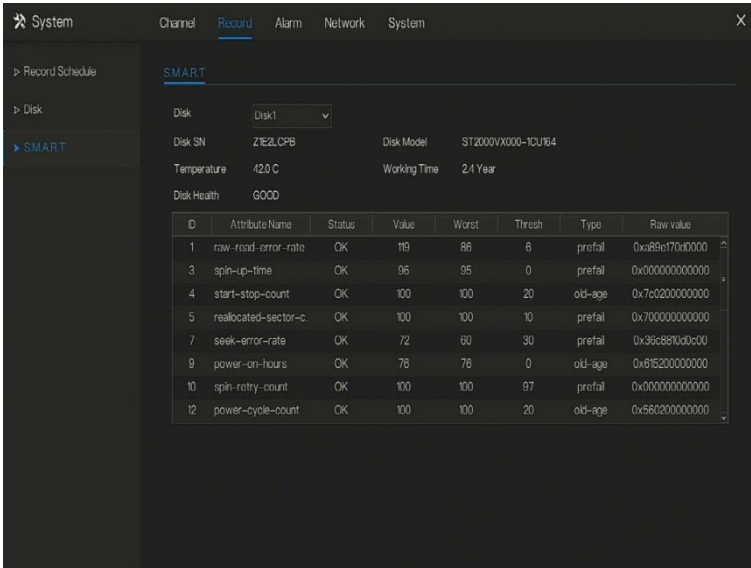 System Channel Record Alarm Network System X
Record Schedule
S.M.A.R.T
Disk
Disk Disk1
S.M.A.R.T
Disk SN Z1E2LCPB Disk Model ST2000VX000-1CU164
Temperature 42.0 C Working Time 2.4 Year
Disk Health GOOD
ID Attribute Name Status Value Worst Thresh Type Raw value
1 raw-read-error-rate OK 119 86 6 prefail 0xa89e170d0000
3 spin-up-time OK 96 95 0 prefail 0x000000000000
4 start-stop-count OK 100 100 20 old-age 0x7c0200000000
5 reallocated-sector-c. OK 100 100 10 prefail 0x700000000000
7 seek-error-rate OK 72 60 30 prefail 0x36c8810d0c00
9 power-on-hours OK 76 76 0 old-age 0x615200000000
10 spin-retry-count OK 100 100 97 prefail 0x000000000000
12 power-cycle-count OK 100 100 20 old-age 0x560200000000